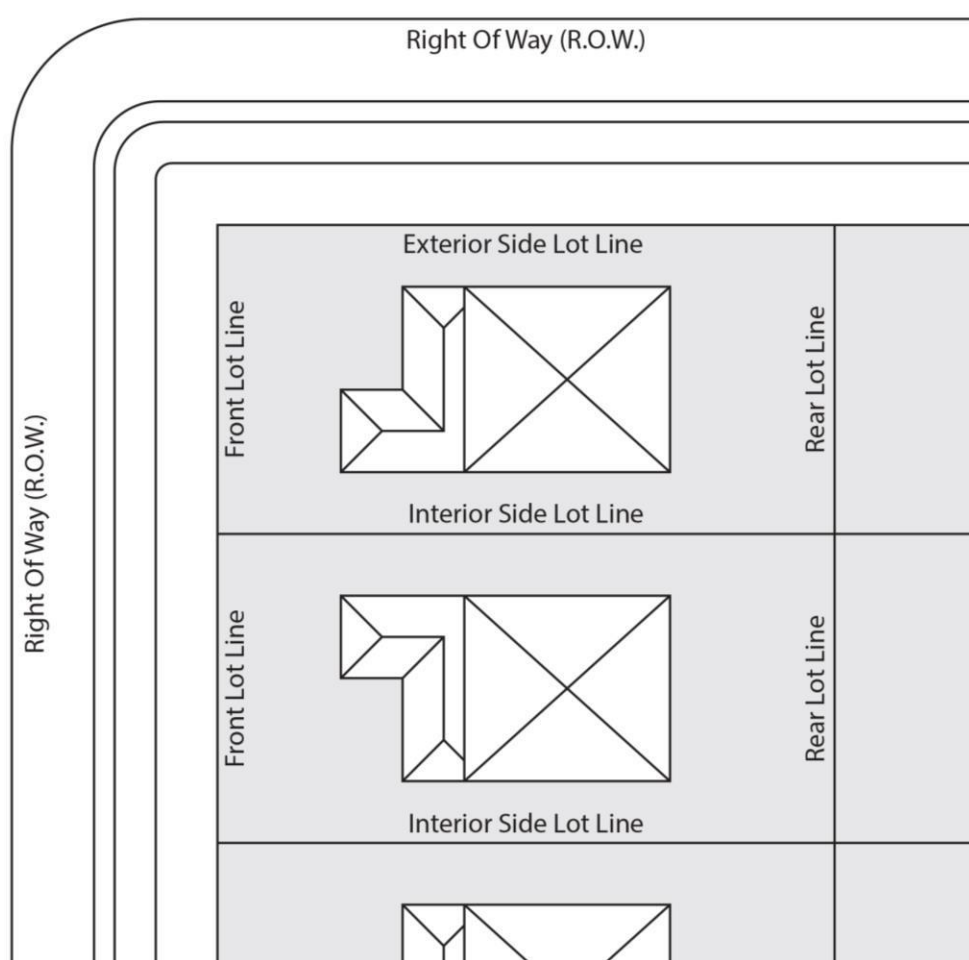 Right Of Way (R.O.W.)
Exterior Side Lot Line
Front Lot Line
Rear Lot Line
Interior Side Lot Line
Right Of Way (R.O.W.)
Front Lot Line
Rear Lot Line
Interior Side Lot Line